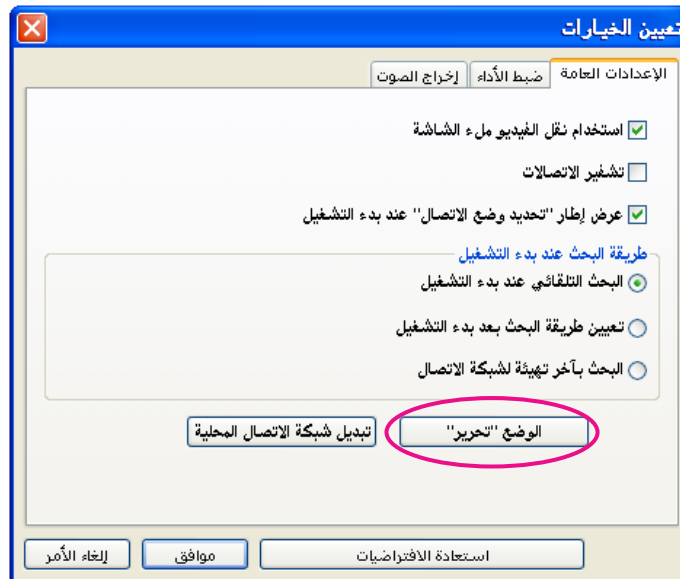 تعيين الخيارات
الإعدادات العامة ضبط الأداء إخراج الصوت
استخدام نقل الفيديو ملء الشاشة
تشفير الاتصالات
عرض إطار "تحديد وضع الاتصال" عند بدء التشغيل
طريقة البحث عند بدء التشغيل
البحث التلقائي عند بدء التشغيل
تعيين طريقة البحث بعد بدء التشغيل
البحث بآخر تهيئة لشبكة الاتصال
الوضع "تحرير" تبديل شبكة الاتصال المحلية
استعادة الافتراضيات موافق إلغاء الأمر